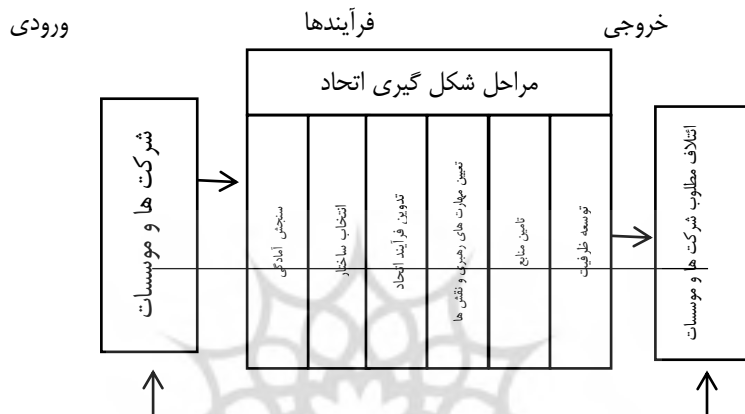 ورودی
فرآیندها
خروجی
مراحل شکل گیری اتحاد
شرکت ها و موسسات
سنجش آمادگی
انتخاب ساختار
تدوین فرآیند اتحاد
تعیین مهارت های رهبری و نقش ها
تامین منابع
توسعه ظرفیت
ائتلاف مطلوب شرکت ها و موسسات